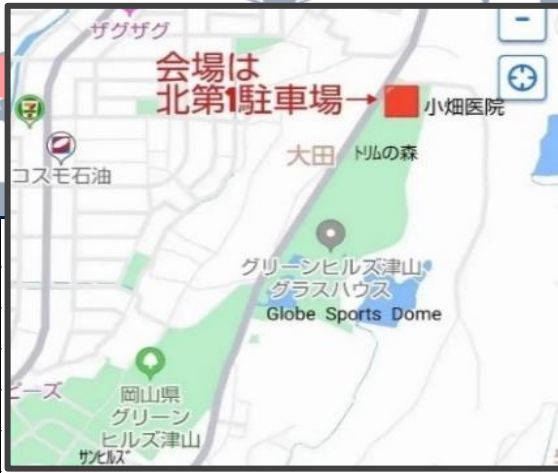 ザグザグ
会場は
北第1駐車場→
小畑医院
大田
トリムの森
コスモ石油
グリーンヒルズ津山
グラスハウス
Globe Sports Dome
ビーズ
岡山県
グリーン
ヒルズ津山
サンヒルズ